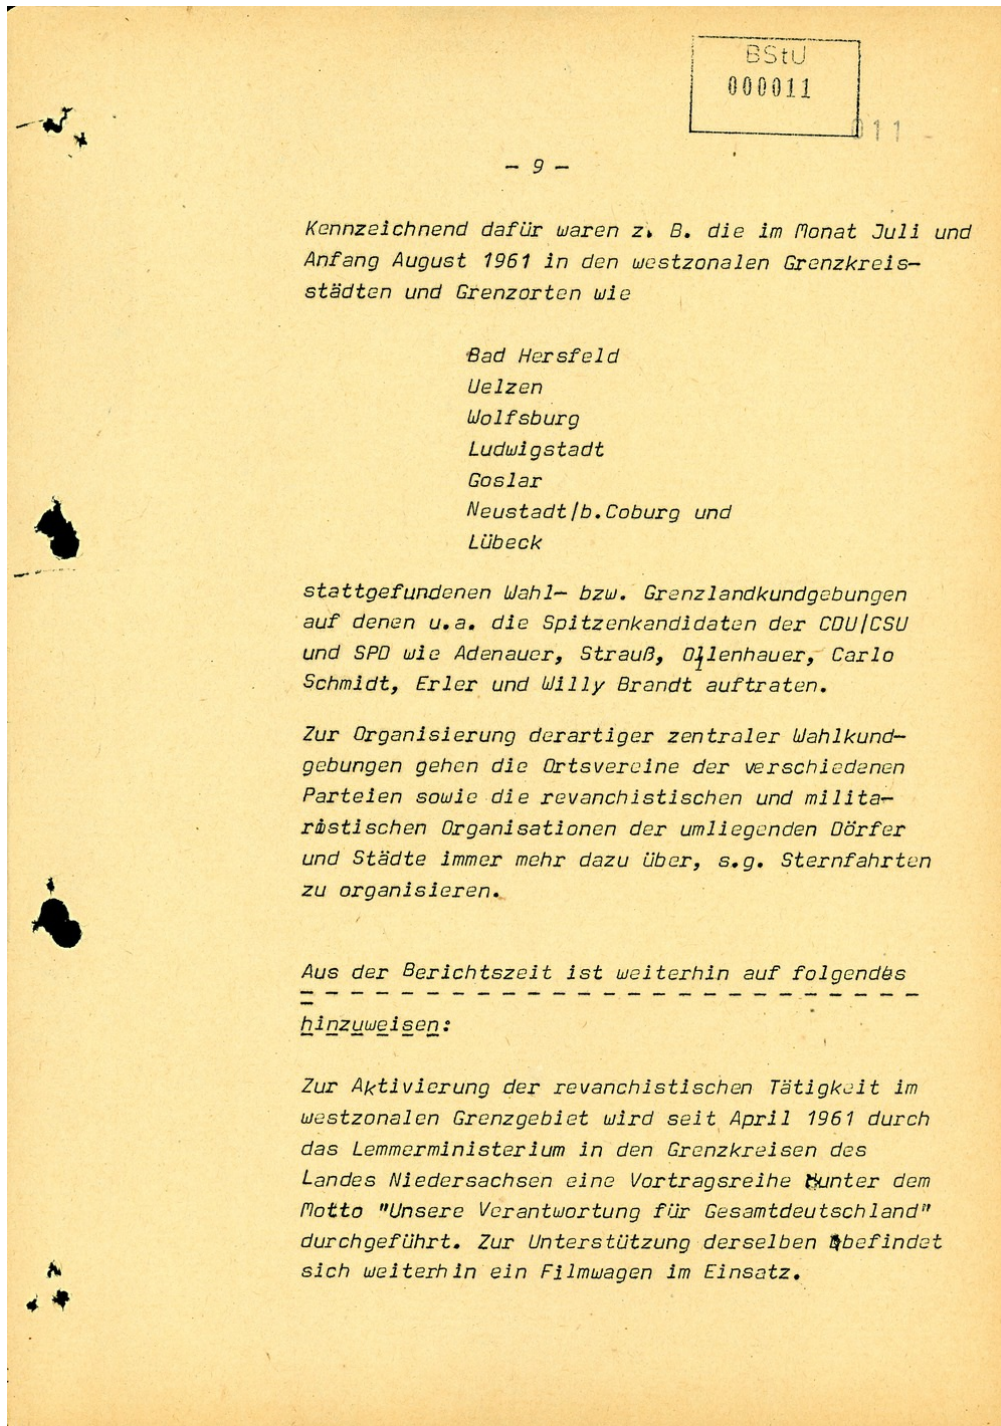 BStU
000011
011
- 9 -
Kennzeichnend dafür waren z. B. die im Monat Juli und
Anfang August 1961 in den westzonalen Grenzkreis-
städten und Grenzorten wie
Bad Hersfeld
Uelzen
Wolfsburg
Ludwigstadt
Goslar
Neustadt/b.Coburg und
Lübeck
stattgefundenen Wahl- bzw. Grenzlandkundgebungen
auf denen u.a. die Spitzenkandidaten der CDU/CSU
und SPD wie Adenauer, Strauß, Ollenhauer, Carlo
Schmidt, Erler und Willy Brandt auftraten.
Zur Organisierung derartiger zentraler Wahlkund-
gebungen gehen die Ortsvereine der verschiedenen
Parteien sowie die revanchistischen und milita-
ristischen Organisationen der umliegenden Dörfer
und Städte immer mehr dazu über, s.g. Sternfahrten
zu organisieren.
Aus der Berichtszeit ist weiterhin auf folgendes
hinzuweisen:
Zur Aktivierung der revanchistischen Tätigkeit im
westzonalen Grenzgebiet wird seit April 1961 durch
das Lemmerministerium in den Grenzkreisen des
Landes Niedersachsen eine Vortragsreihe unter dem
Motto "Unsere Verantwortung für Gesamtdeutschland"
durchgeführt. Zur Unterstützung derselben befindet
sich weiterhin ein Filmwagen im Einsatz.